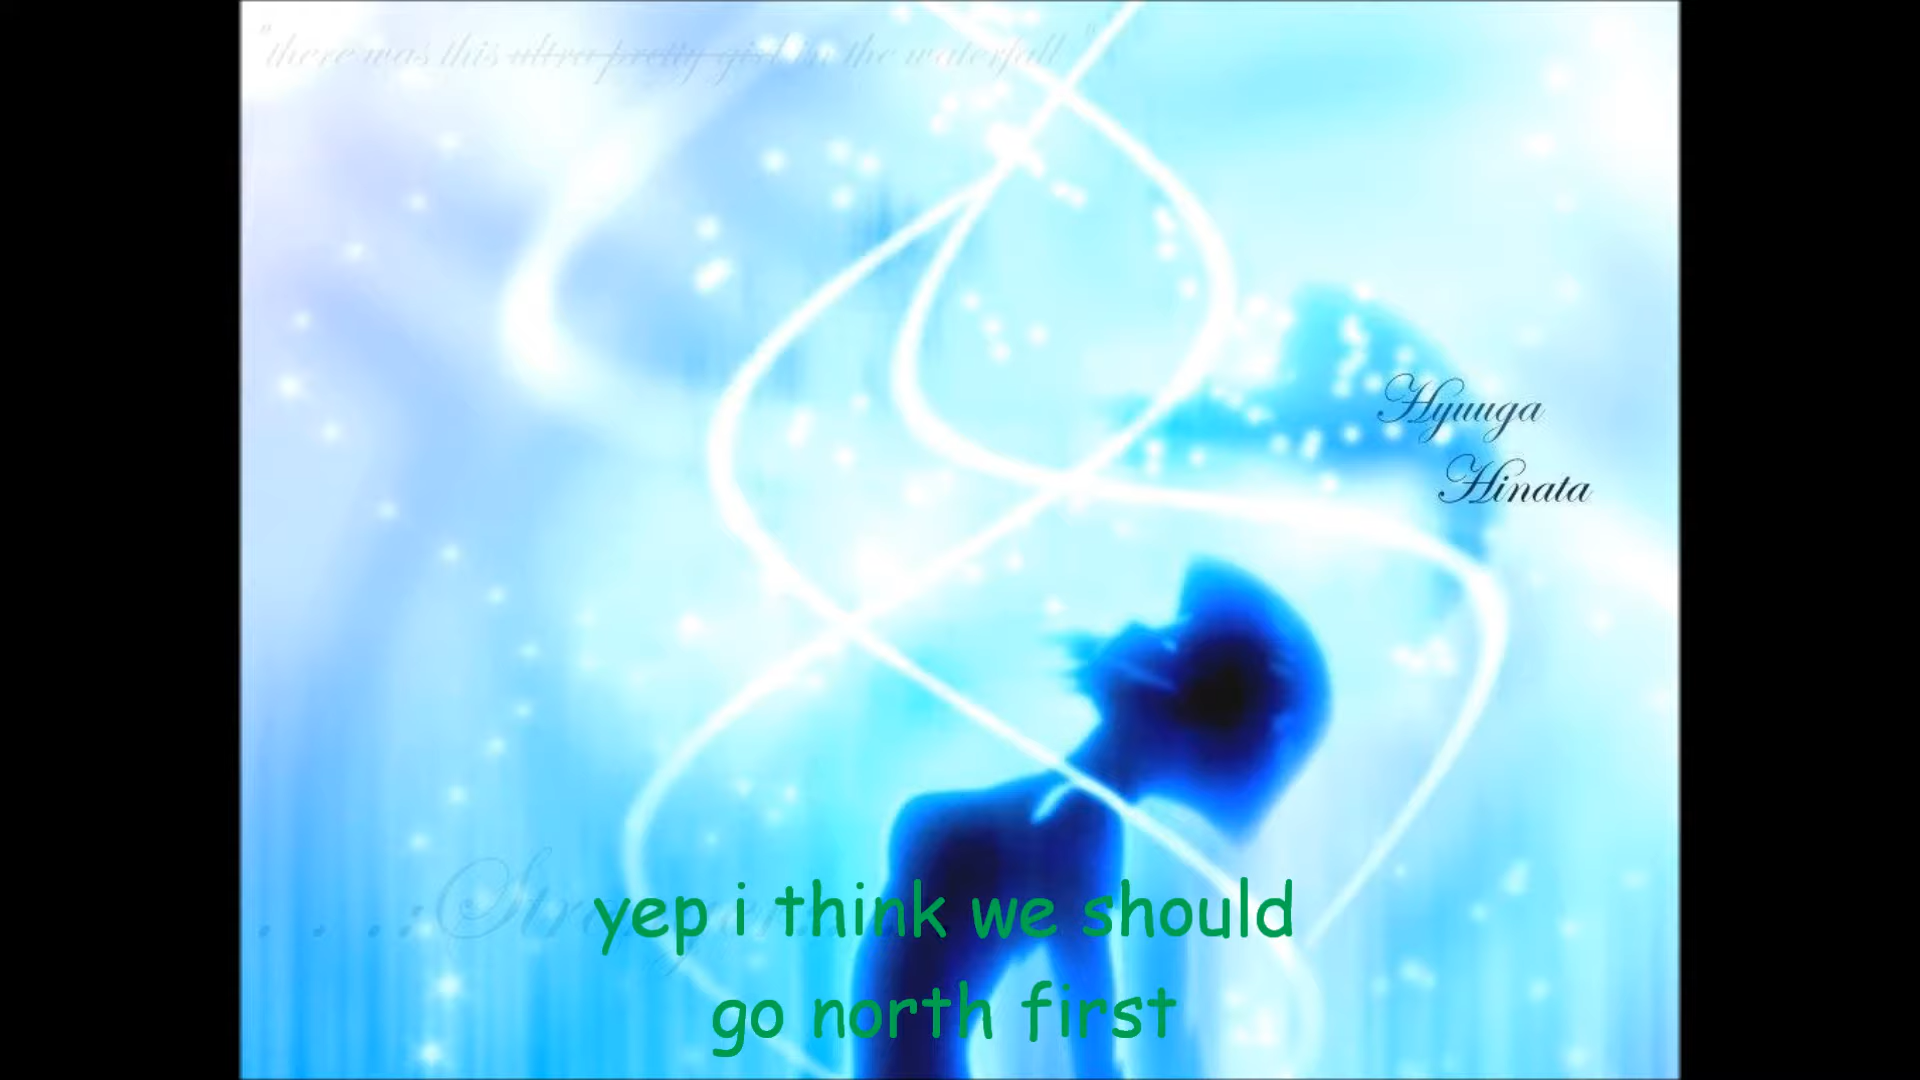 "there was this ultra pretty girl in the waterfall "
Hyuuga
Hinata
yep i think we should
go north first